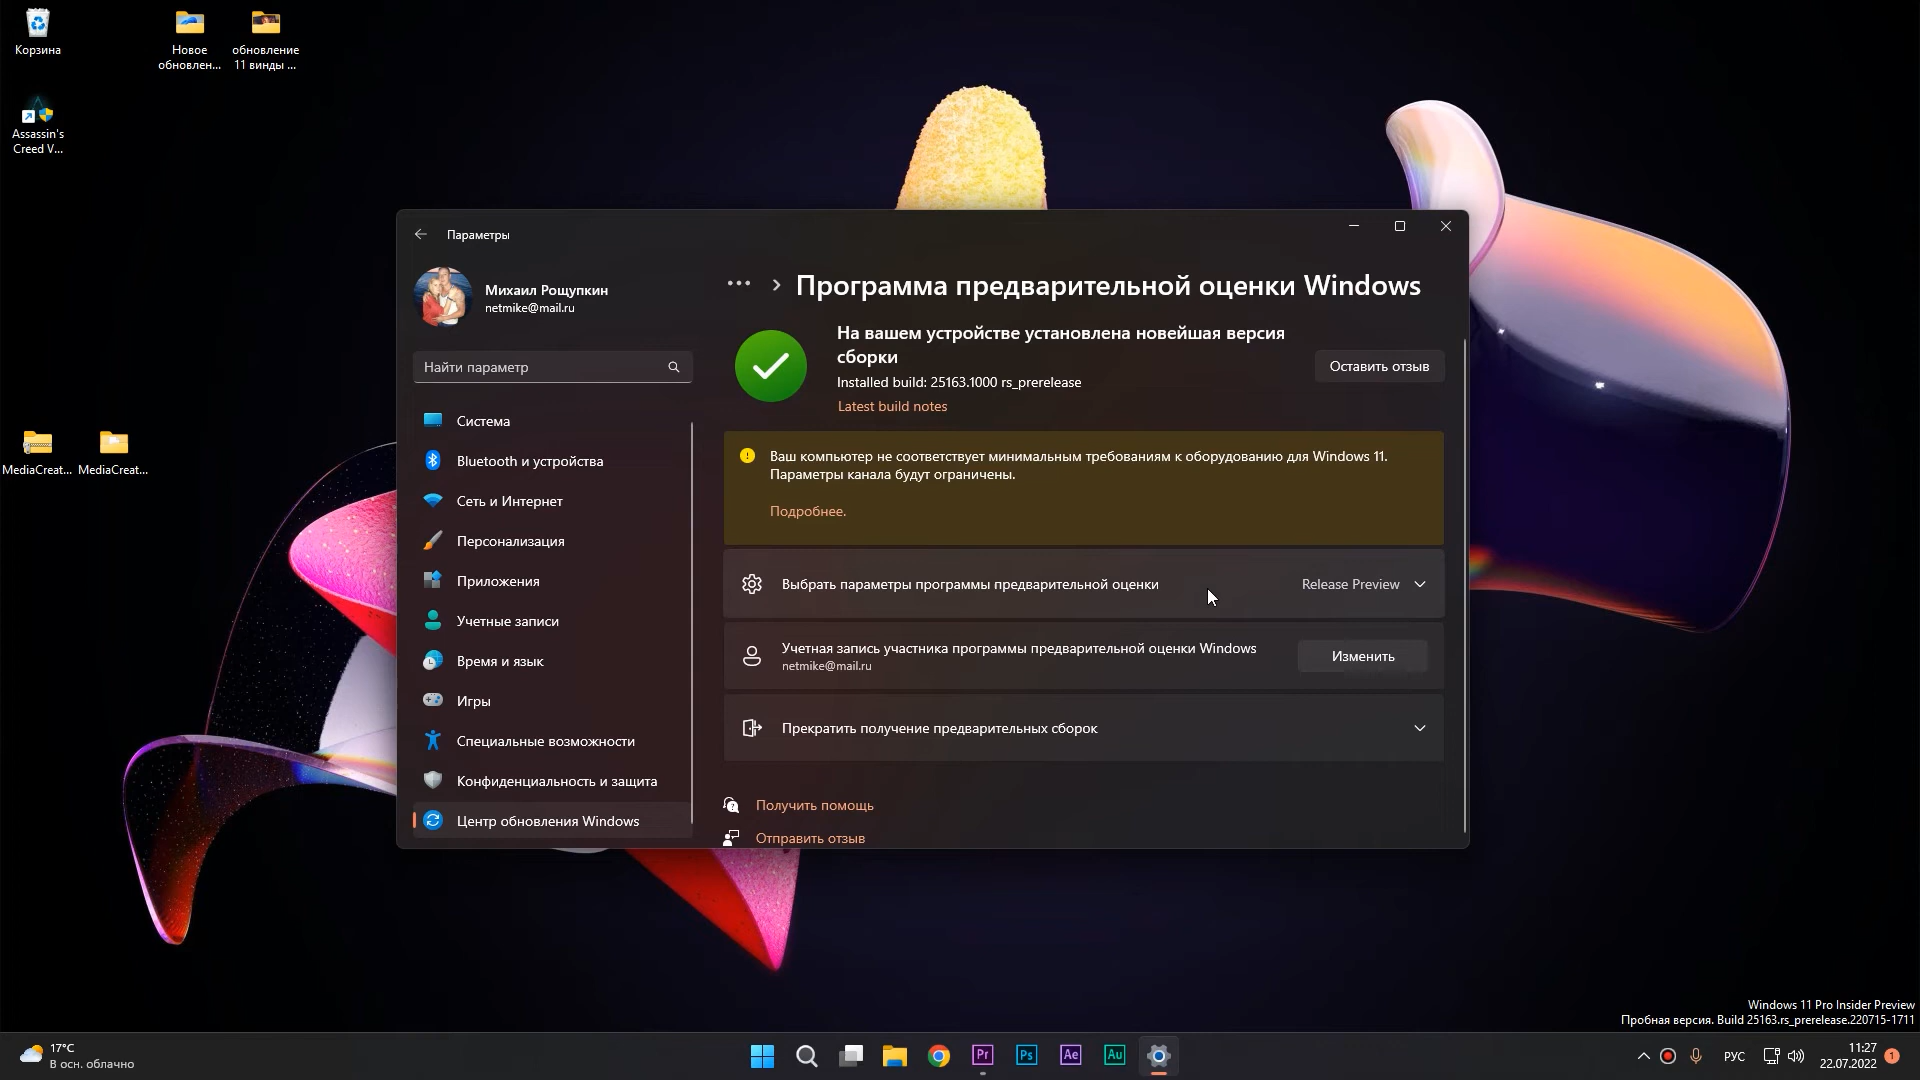 Корзина
Новое
обновлен...
обновление
11 винды ...
Assassin's
Creed V...
MediaCreat...
MediaCreat...
Параметры
Михаил Рощупкин
netmike@mail.ru
Найти параметр
Система
Bluetooth и устройства
Сеть и Интернет
Персонализация
Приложения
Учетные записи
Время и язык
Игры
Специальные возможности
Конфиденциальность и защита
Центр обновления Windows
Программа предварительной оценки Windows
На вашем устройстве установлена новейшая версия
сборки
Installed build: 25163.1000 rs_prerelease
Latest build notes
Оставить отзыв
Ваш компьютер не соответствует минимальным требованиям к оборудованию для Windows 11.
Параметры канала будут ограничены.
Подробнее.
Выбрать параметры программы предварительной оценки
Release Preview
Учетная запись участника программы предварительной оценки Windows
netmike@mail.ru
Изменить
Прекратить получение предварительных сборок
Получить помощь
Отправить отзыв
Windows 11 Pro Insider Preview
Пробная версия. Build 25163.rs_prerelease.220715-1711
17°C
В осн. облачно
Pr
Ps
Ae
Au
РУС
11:27
22.07.2022
1